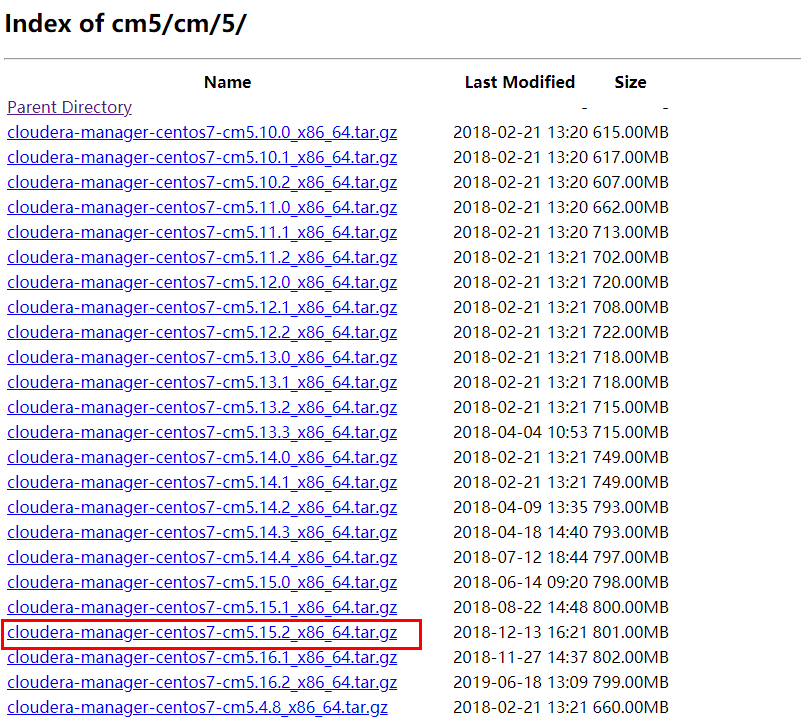 Index of cm5/cm/5/
Name Last Modified Size
Parent Directory - -
cloudera-manager-centos7-cm5.10.0_x86_64.tar.gz 2018-02-21 13:20 615.00MB
cloudera-manager-centos7-cm5.10.1_x86_64.tar.gz 2018-02-21 13:20 617.00MB
cloudera-manager-centos7-cm5.10.2_x86_64.tar.gz 2018-02-21 13:20 607.00MB
cloudera-manager-centos7-cm5.11.0_x86_64.tar.gz 2018-02-21 13:20 662.00MB
cloudera-manager-centos7-cm5.11.1_x86_64.tar.gz 2018-02-21 13:20 713.00MB
cloudera-manager-centos7-cm5.11.2_x86_64.tar.gz 2018-02-21 13:21 702.00MB
cloudera-manager-centos7-cm5.12.0_x86_64.tar.gz 2018-02-21 13:21 720.00MB
cloudera-manager-centos7-cm5.12.1_x86_64.tar.gz 2018-02-21 13:21 708.00MB
cloudera-manager-centos7-cm5.12.2_x86_64.tar.gz 2018-02-21 13:21 722.00MB
cloudera-manager-centos7-cm5.13.0_x86_64.tar.gz 2018-02-21 13:21 718.00MB
cloudera-manager-centos7-cm5.13.1_x86_64.tar.gz 2018-02-21 13:21 718.00MB
cloudera-manager-centos7-cm5.13.2_x86_64.tar.gz 2018-02-21 13:21 715.00MB
cloudera-manager-centos7-cm5.13.3_x86_64.tar.gz 2018-04-04 10:53 715.00MB
cloudera-manager-centos7-cm5.14.0_x86_64.tar.gz 2018-02-21 13:21 749.00MB
cloudera-manager-centos7-cm5.14.1_x86_64.tar.gz 2018-02-21 13:21 749.00MB
cloudera-manager-centos7-cm5.14.2_x86_64.tar.gz 2018-04-09 13:35 793.00MB
cloudera-manager-centos7-cm5.14.3_x86_64.tar.gz 2018-04-18 14:40 793.00MB
cloudera-manager-centos7-cm5.14.4_x86_64.tar.gz 2018-07-12 18:44 797.00MB
cloudera-manager-centos7-cm5.15.0_x86_64.tar.gz 2018-06-14 09:20 798.00MB
cloudera-manager-centos7-cm5.15.1_x86_64.tar.gz 2018-08-22 14:48 800.00MB
cloudera-manager-centos7-cm5.15.2_x86_64.tar.gz 2018-12-13 16:21 801.00MB
cloudera-manager-centos7-cm5.16.1_x86_64.tar.gz 2018-11-27 14:37 802.00MB
cloudera-manager-centos7-cm5.16.2_x86_64.tar.gz 2019-06-18 13:09 799.00MB
cloudera-manager-centos7-cm5.4.8_x86_64.tar.gz 2018-02-21 13:21 660.00MB